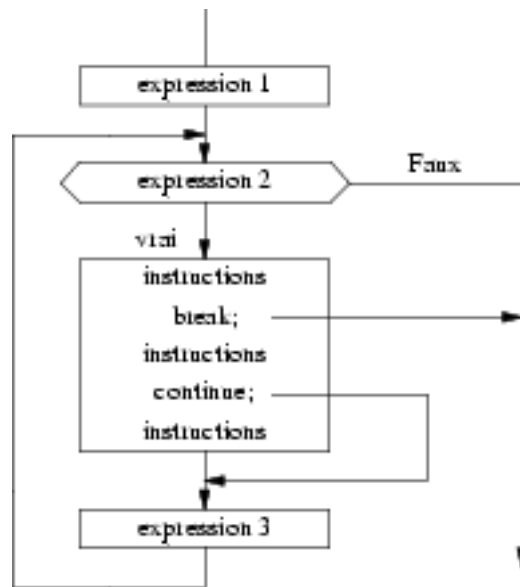 expression 1
expression 2
Faux
vrai
instructions
break;
instructions
continue;
instructions
expression 3